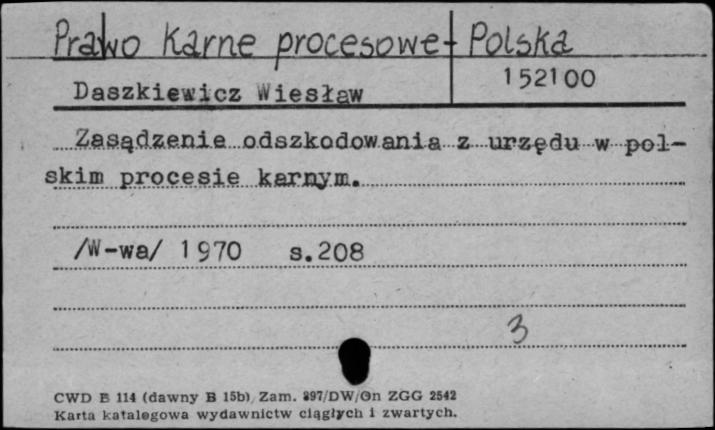 Prawo Karne procesowe - Polska
152100
Daszkiewicz Wiesław
Zasądzenie odszkodowania z urzędu w pol-
skim procesie karnym.
/W-wa/ 1970 s.208
3
CWD B 114 (dawny B 15b) Zam. 897/DW/On ZGG 2542
Karta katalogowa wydawnictw ciągłych i zwartych.